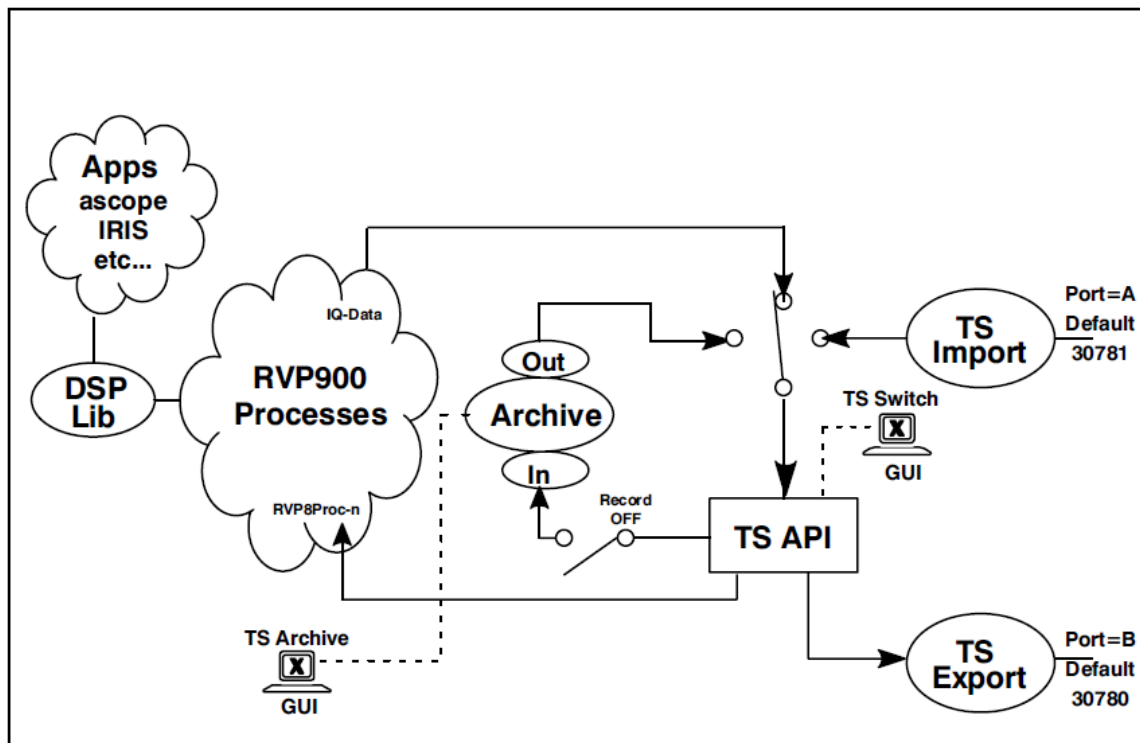 Apps
ascope
IRIS
etc...
DSP
Lib
IQ-Data
RVP900
Processes
RVP8Proc-n
Out
Archive
In
Record
OFF
TS
Import
Port=A
Default
30781
TS Switch
X
GUI
TS API
TS Archive
X
GUI
TS
Export
Port=B
Default
30780